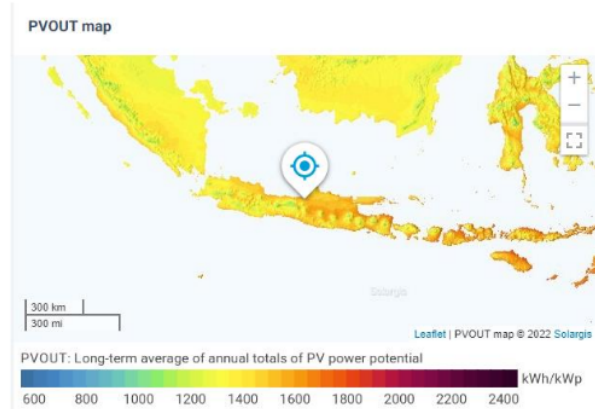 PVOUT map
+
−
Solargis
300 km
300 mi
Leaflet | PVOUT map © 2022 Solargis
PVOUT: Long-term average of annual totals of PV power potential
kWh/kWp
600 800 1000 1200 1400 1600 1800 2000 2200 2400